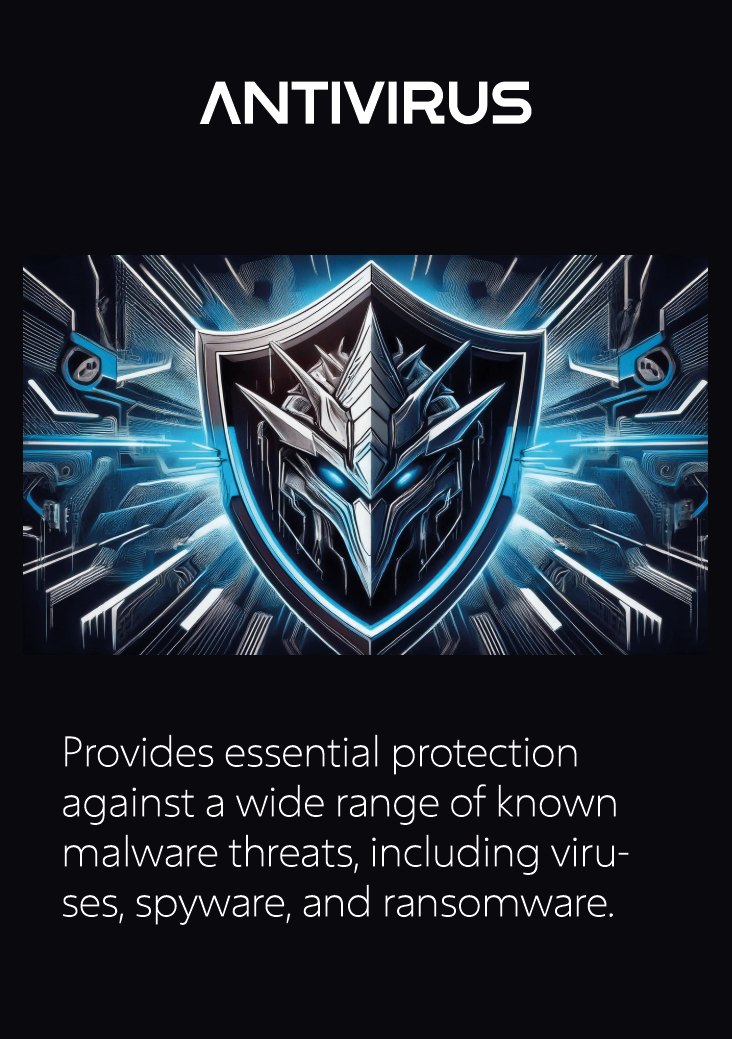 ANTIVIRUS
Provides essential protection
against a wide range of known
malware threats, including viru-
ses, spyware, and ransomware.